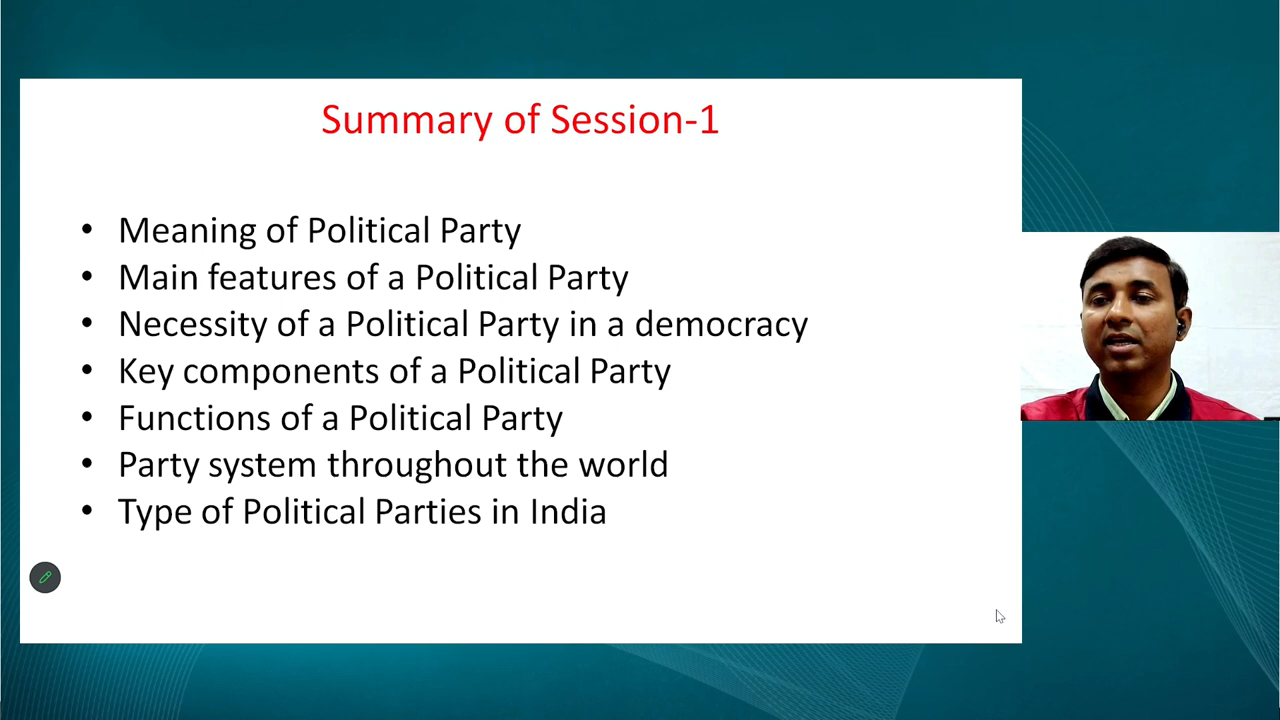 Summary of Session-1
• Meaning of Political Party
• Main features of a Political Party
• Necessity of a Political Party in a democracy
• Key components of a Political Party
• Functions of a Political Party
• Party system throughout the world
• Type of Political Parties in India